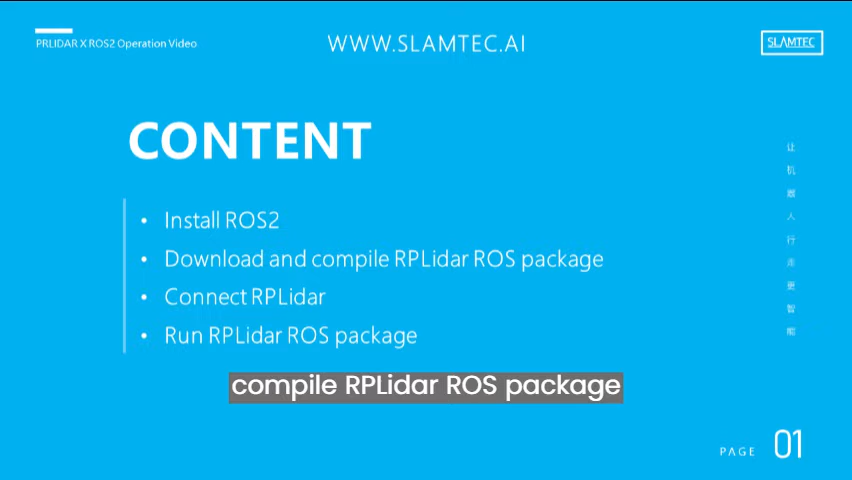 PRLIDAR X ROS2 Operation Video
WWW.SLAMTEC.AI
SLAMTEC
CONTENT
• Install ROS2
• Download and compile RPLidar ROS package
• Connect RPLidar
• Run RPLidar ROS package
让
机
器
人
行
走
更
智
能
compile RPLidar ROS package
PAGE 01